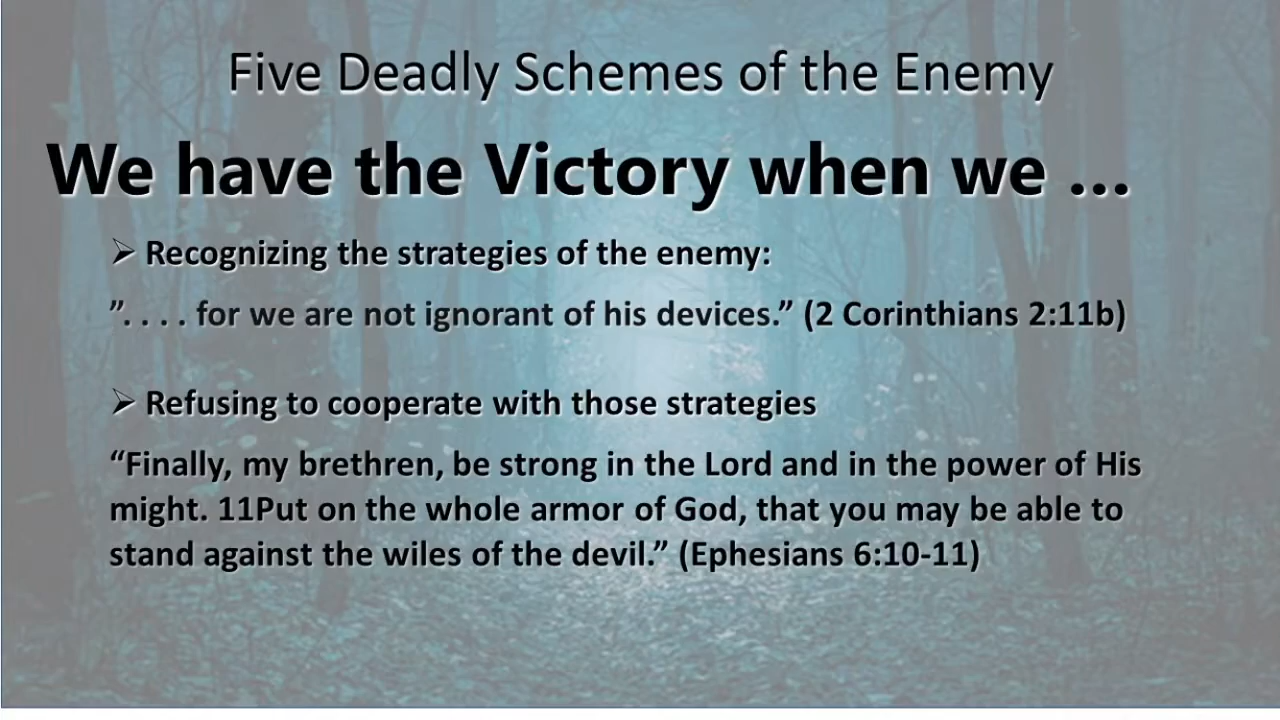 Five Deadly Schemes of the Enemy
We have the Victory when we ...
➢ Recognizing the strategies of the enemy:
”. . . . for we are not ignorant of his devices.” (2 Corinthians 2:11b)
➢ Refusing to cooperate with those strategies
“Finally, my brethren, be strong in the Lord and in the power of His
might. 11Put on the whole armor of God, that you may be able to
stand against the wiles of the devil.” (Ephesians 6:10-11)